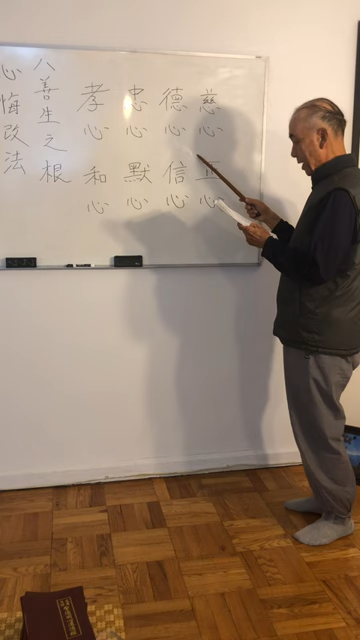 慈心 正心
德心 信心
忠心 默心
孝心 和心
八善生之根
心悔改法